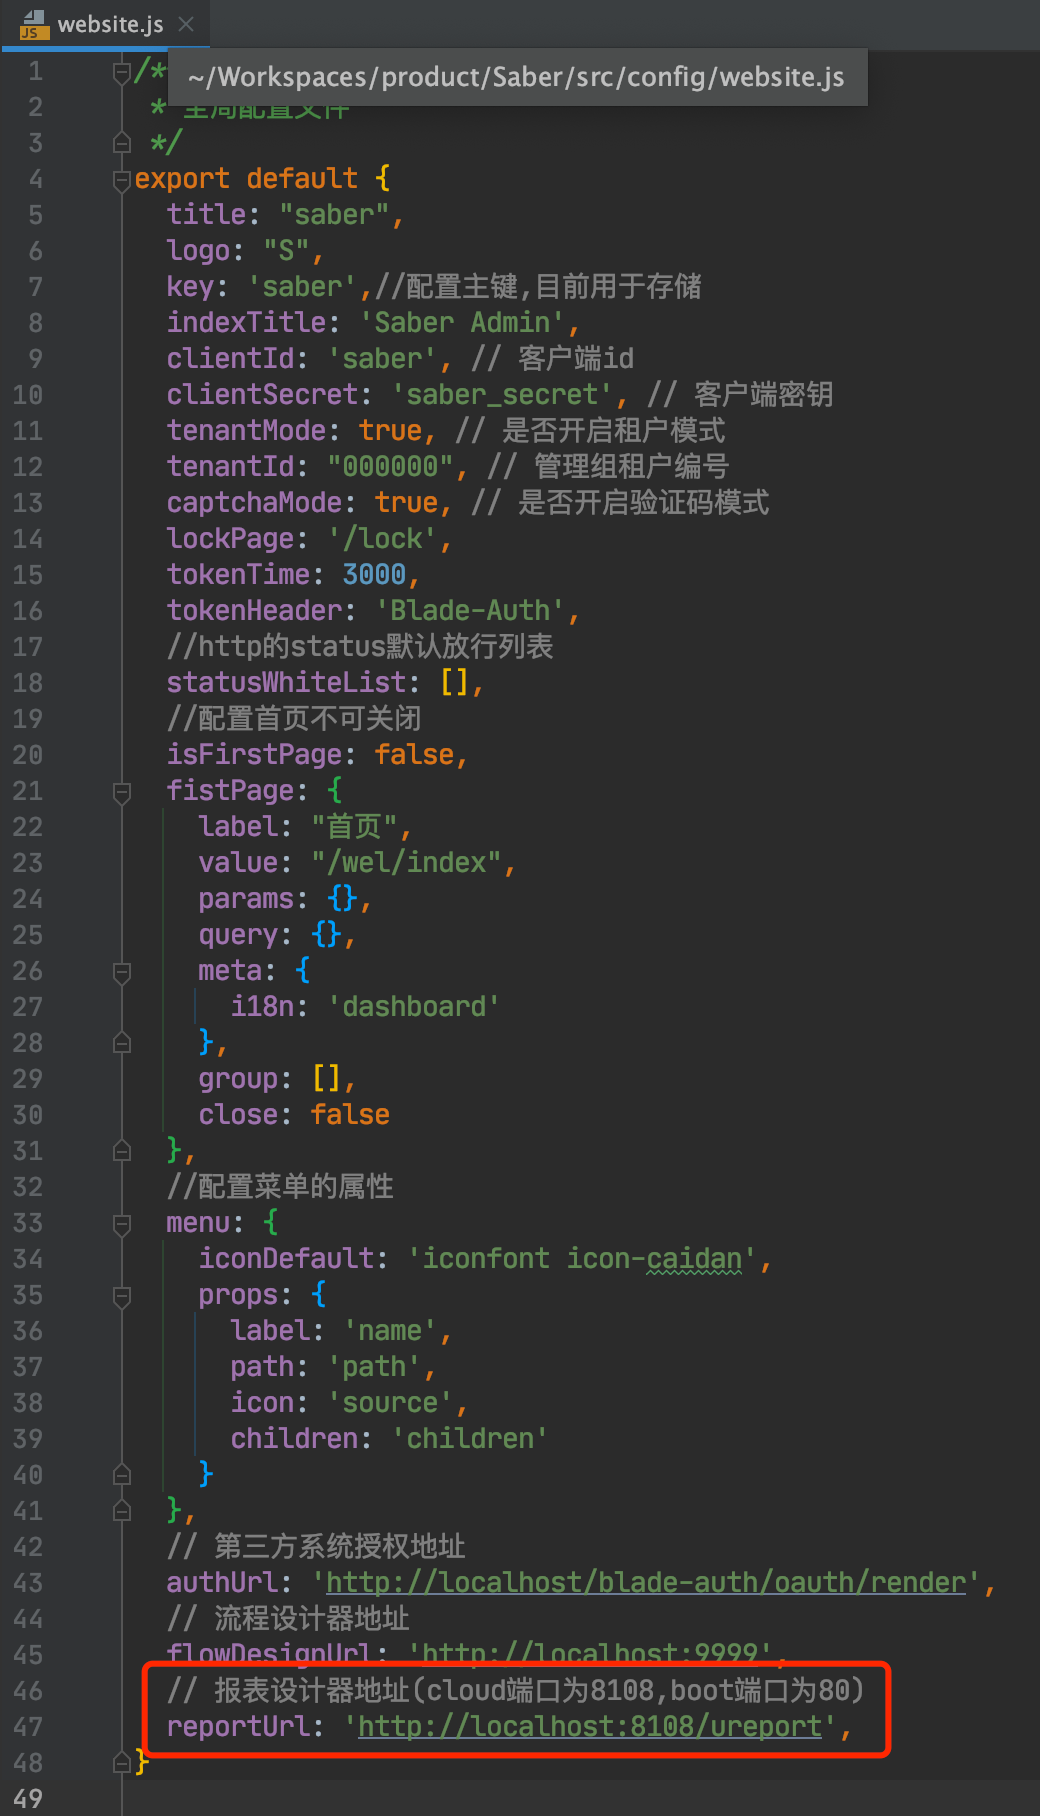 website.js
~/Workspaces/product/Saber/src/config/website.js
1 /*
2 * 全局配置文件
3 */
4 export default {
5 title: "saber",
6 logo: "S",
7 key: 'saber',//配置主键,目前用于存储
8 indexTitle: 'Saber Admin',
9 clientId: 'saber', // 客户端id
10 clientSecret: 'saber_secret', // 客户端密钥
11 tenantMode: true, // 是否开启租户模式
12 tenantId: "000000", // 管理组租户编号
13 captchaMode: true, // 是否开启验证码模式
14 lockPage: '/lock',
15 tokenTime: 3000,
16 tokenHeader: 'Blade-Auth',
17 //http的status默认放行列表
18 statusWhiteList: [],
19 //配置首页不可关闭
20 isFirstPage: false,
21 fistPage: {
22 label: "首页",
23 value: "/wel/index",
24 params: {},
25 query: {},
26 meta: {
27 i18n: 'dashboard'
28 },
29 group: [],
30 close: false
31 },
32 //配置菜单的属性
33 menu: {
34 iconDefault: 'iconfont icon-caidan',
35 props: {
36 label: 'name',
37 path: 'path',
38 icon: 'source',
39 children: 'children'
40 }
41 },
42 // 第三方系统授权地址
43 authUrl: 'http://localhost/blade-auth/oauth/render',
44 // 流程设计器地址
45 flowDesignUrl: 'http://localhost:9999',
46 // 报表设计器地址(cloud端口为8108,boot端口为80)
47 reportUrl: 'http://localhost:8108/ureport',
48 }
49